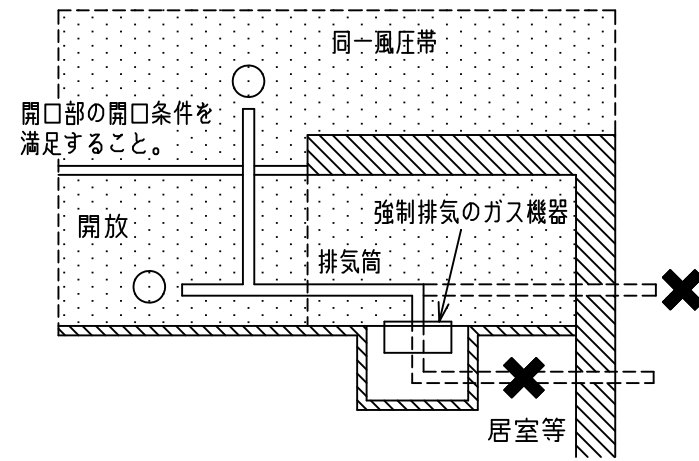 同一風圧帯
開口部の開口条件を
満足すること。
強制排気のガス機器
開放
排気筒
居室等